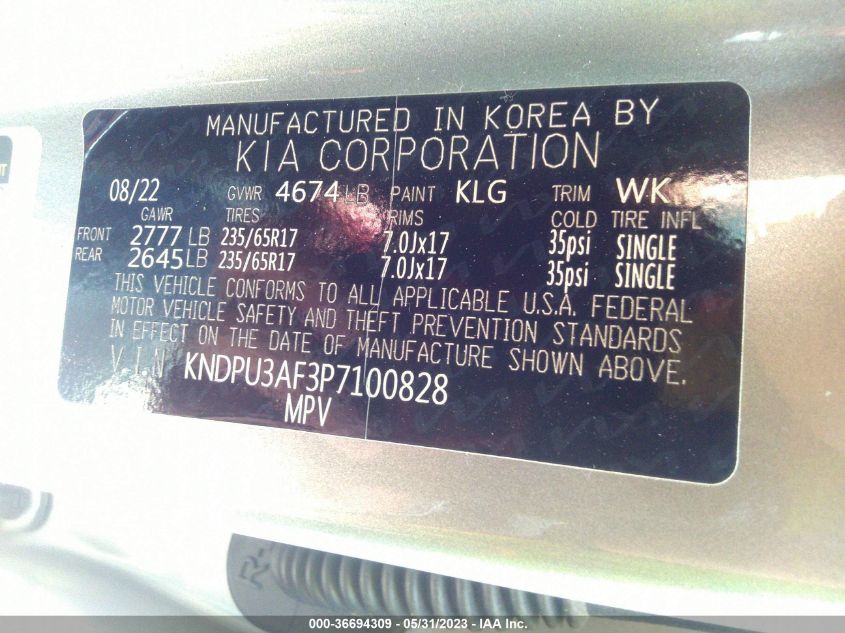 MANUFACTURED IN KOREA BY
KIA CORPORATION
08/22 GVWR 4674 LB PAINT KLG TRIM WK
GAWR TIRES RIMS COLD TIRE INFL
FRONT 2777 LB 235/65R17 7.0Jx17 35psi SINGLE
REAR 2645 LB 235/65R17 7.0Jx17 35psi SINGLE
THIS VEHICLE CONFORMS TO ALL APPLICABLE U.S.A. FEDERAL
MOTOR VEHICLE SAFETY AND THEFT PREVENTION STANDARDS
IN EFFECT ON THE DATE OF MANUFACTURE SHOWN ABOVE.
V.I.N KNDPU3AF3P7100828
MPV
R-
000-36694309 - 05/31/2023 - IAA Inc.